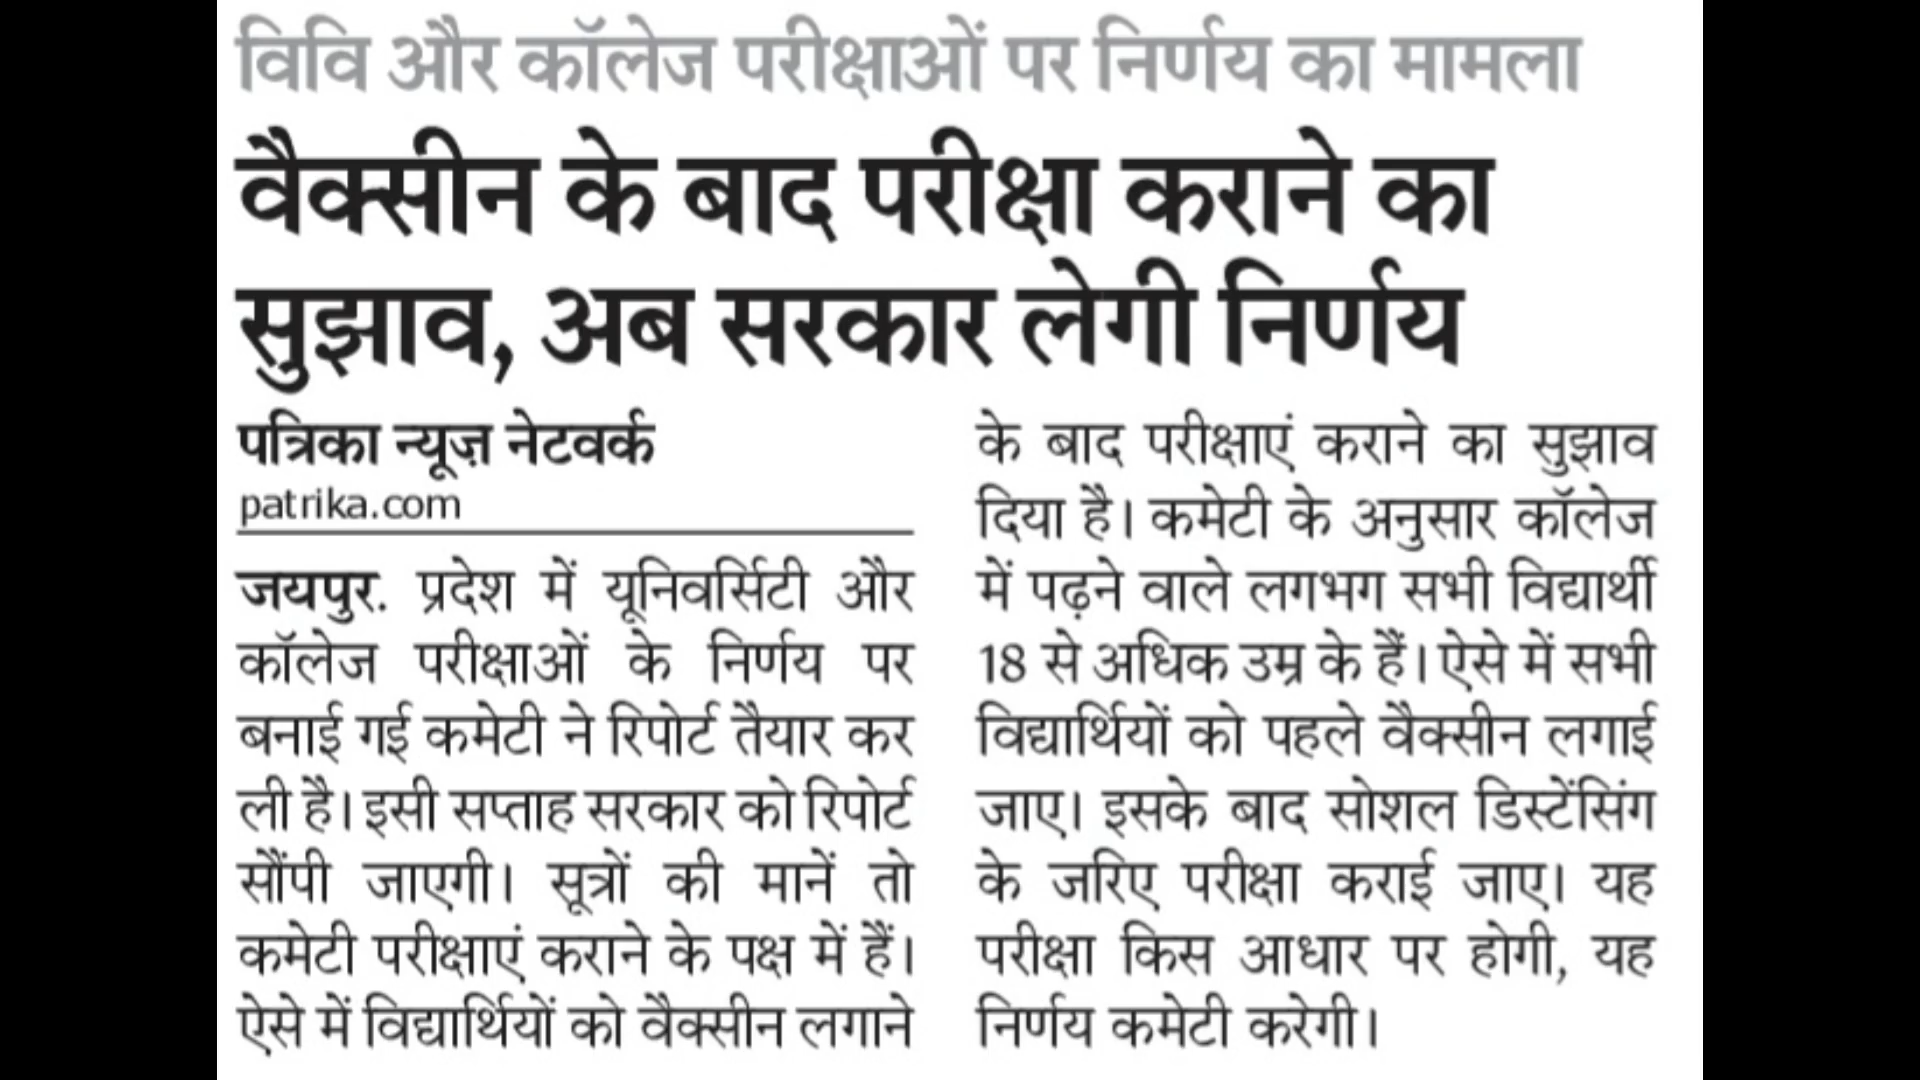 विवि और कॉलेज परीक्षाओं पर निर्णय का मामला
वैक्सीन के बाद परीक्षा कराने का
सुझाव, अब सरकार लेगी निर्णय
पत्रिका न्यूज़ नेटवर्क
patrika.com
जयपुर. प्रदेश में यूनिवर्सिटी और
कॉलेज परीक्षाओं के निर्णय पर
बनाई गई कमेटी ने रिपोर्ट तैयार कर
ली है। इसी सप्ताह सरकार को रिपोर्ट
सौंपी जाएगी। सूत्रों की मानें तो
कमेटी परीक्षाएं कराने के पक्ष में हैं।
ऐसे में विद्यार्थियों को वैक्सीन लगाने
के बाद परीक्षाएं कराने का सुझाव
दिया है। कमेटी के अनुसार कॉलेज
में पढ़ने वाले लगभग सभी विद्यार्थी
18 से अधिक उम्र के हैं। ऐसे में सभी
विद्यार्थियों को पहले वैक्सीन लगाई
जाए। इसके बाद सोशल डिस्टेंसिंग
के जरिए परीक्षा कराई जाए। यह
परीक्षा किस आधार पर होगी, यह
निर्णय कमेटी करेगी।